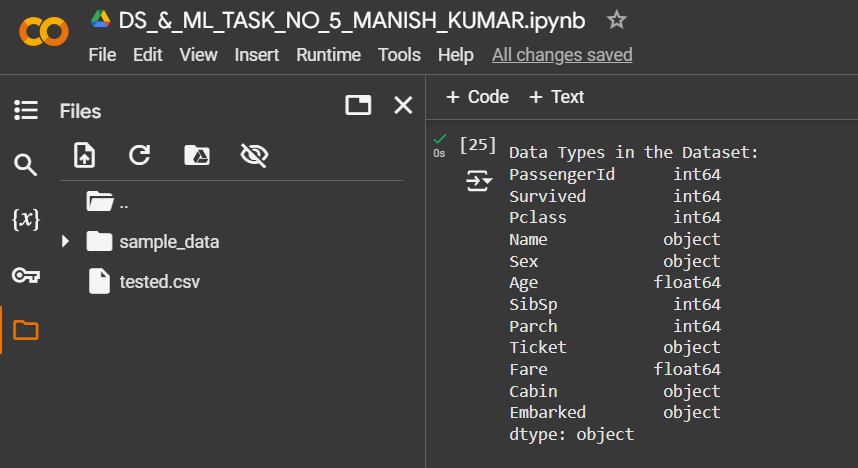 DS_&_ML_TASK_NO_5_MANISH_KUMAR.ipynb
File Edit View Insert Runtime Tools Help All changes saved
Files
..
sample_data
tested.csv
{x}
+ Code + Text
0s
[25]
Data Types in the Dataset:
PassengerId int64
Survived int64
Pclass int64
Name object
Sex object
Age float64
SibSp int64
Parch int64
Ticket object
Fare float64
Cabin object
Embarked object
dtype: object